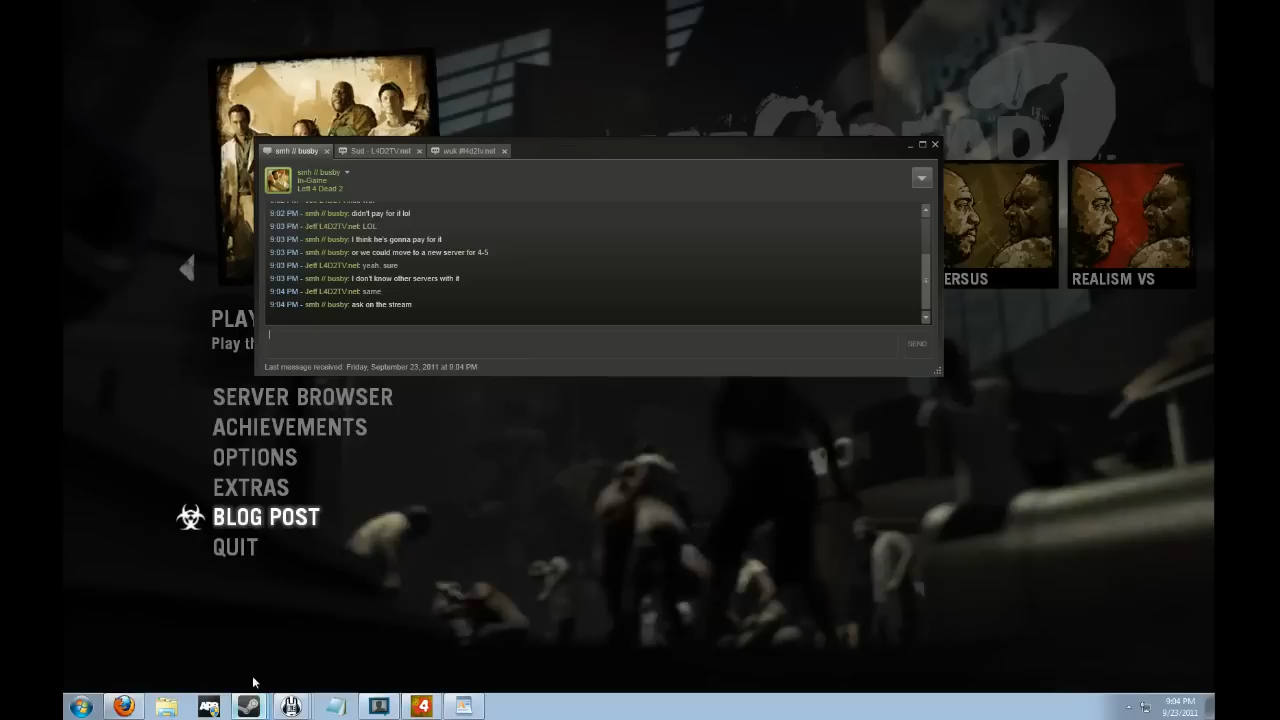 DEAD
smh // busby
Sud - L4D2TV.net
wuk #l4d2tv.net
smh // busby
In-Game
Left 4 Dead 2
9:02 PM - smh // busby: didn't pay for it lol
9:03 PM - Jeff L4D2TV.net: LOL
9:03 PM - smh // busby: I think he's gonna pay for it
9:03 PM - smh // busby: or we could move to a new server for 4-5
9:03 PM - Jeff L4D2TV.net: yeah, sure
9:03 PM - smh // busby: I don't know other servers with it
9:04 PM - Jeff L4D2TV.net: same
9:04 PM - smh // busby: ask on the stream
SEND
Last message received: Friday, September 23, 2011 at 9:04 PM
ERSUS
REALISM VS
PLAY
Play th
SERVER BROWSER
ACHIEVEMENTS
OPTIONS
EXTRAS
BLOG POST
QUIT
APB
4
9:04 PM
9/23/2011